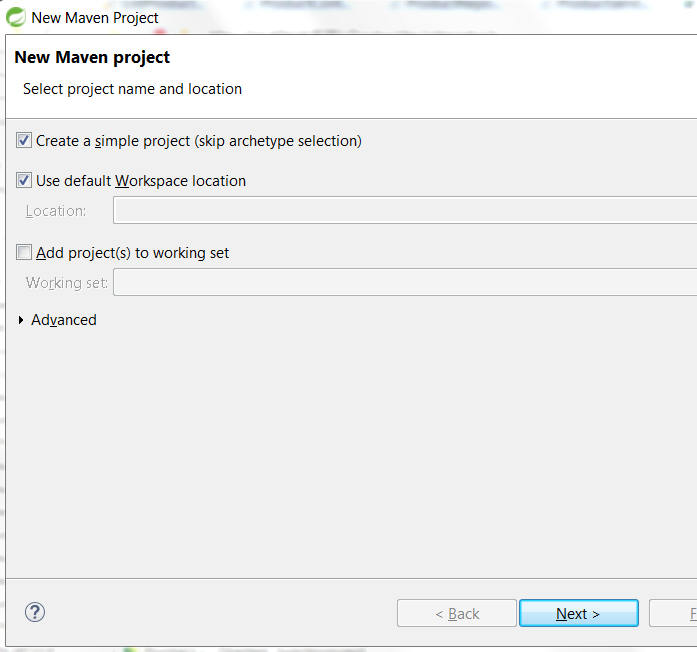 New Maven Project
New Maven project
Select project name and location
Create a simple project (skip archetype selection)
Use default Workspace location
Location:
Add project(s) to working set
Working set:
Advanced
< Back
Next >
F